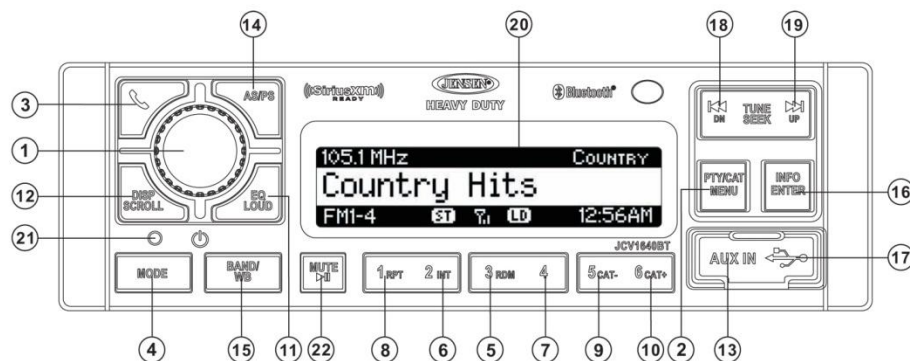 14
20
18
19
3
AS/PS
((SiriusXM))
READY
JENSEN®
HEAVY DUTY
Bluetooth®
DN
TUNE
SEEK
UP
1
105.1 MHz
COUNTRY
Country Hits
FM1-4
ST
LD
12:56AM
12
DISP
SCROLL
EQ
LOUD
PTY/CAT
MENU
INFO
ENTER
16
21
JCV1640BT
MODE
BAND/
WB
MUTE
1 RPT
2 INT
3 RDM
4
5 CAT-
6 CAT+
AUX IN
17
4
15
11
22
8
6
5
7
9
10
2
13